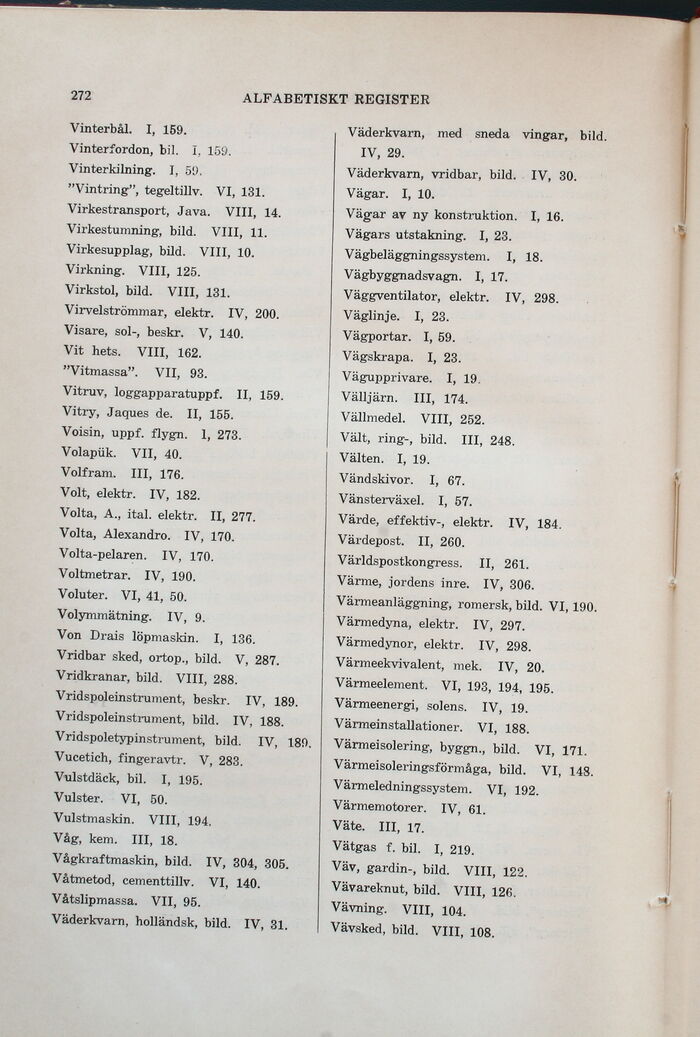 272
ALFABETISKT REGISTER
Vinterbål. I, 159.
Vinterfordon, bil. I, 159.
Vinterkilning. I, 59.
”Vintring”, tegeltillv. VI, 131.
Virkestransport, Java. VIII, 14.
Virkestumning, bild. VIII, 11.
Virkesupplag, bild. VIII, 10.
Virkning. VIII, 125.
Virkstol, bild. VIII, 131.
Virvelströmmar, elektr. IV, 200.
Visare, sol-, beskr. V, 140.
Vit hets. VIII, 162.
”Vitmassa”. VII, 93.
Vitruv, loggapparatuppf. II, 159.
Vitry, Jaques de. II, 155.
Voisin, uppf. flygn. 1, 273.
Volapük. VII, 40.
Volfram. III, 176.
Volt, elektr. IV, 182.
Volta, A., ital. elektr. II, 277.
Volta, Alexandro. IV, 170.
Volta-pelaren. IV, 170.
Voltmetrar. IV, 190.
Voluter. VI, 41, 50.
Volymmätning. IV, 9.
Von Drais löpmaskin. I, 136.
Vridbar sked, ortop., bild. V, 287.
Vridkranar, bild. VIII, 288.
Vridspoleinstrument, beskr. IV, 189.
Vridspoleinstrument, bild. IV, 188.
Vridspoletypinstrument, bild. IV, 189.
Vucetich, fingeravtr. V, 283.
Vulstdäck, bil. I, 195.
Vulster. VI, 50.
Vulstmaskin. VIII, 194.
Våg, kem. III, 18.
Vågkraftmaskin, bild. IV, 304, 305.
Våtmetod, cementtillv. VI, 140.
Våtslipmassa. VII, 95.
Väderkvarn, holländsk, bild. IV, 31.
Väderkvarn, med sneda vingar, bild.
IV, 29.
Väderkvarn, vridbar, bild. IV, 30.
Vägar. I, 10.
Vägar av ny konstruktion. I, 16.
Vägars utstakning. I, 23.
Vägbeläggningssystem. I, 18.
Vägbyggnadsvagn. I, 17.
Väggventilator, elektr. IV, 298.
Väglinje. I, 23.
Vägportar. I, 59.
Vägskrapa. I, 23.
Vägupprivare. I, 19.
Välljärn. III, 174.
Vällmedel. VIII, 252.
Vält, ring-, bild. III, 248.
Välten. I, 19.
Vändskivor. I, 67.
Vänsterväxel. I, 57.
Värde, effektiv-, elektr. IV, 184.
Värdepost. II, 260.
Världspostkongress. II, 261.
Värme, jordens inre. IV, 306.
Värmeanläggning, romersk, bild. VI, 190.
Värmedyna, elektr. IV, 297.
Värmedynor, elektr. IV, 298.
Värmeekvivalent, mek. IV, 20.
Värmeelement. VI, 193, 194, 195.
Värmeenergi, solens. IV, 19.
Värmeinstallationer. VI, 188.
Värmeisolering, byggn., bild. VI, 171.
Värmeisoleringsförmåga, bild. VI, 148.
Värmeledningssystem. VI, 192.
Värmemotorer. IV, 61.
Väte. III, 17.
Vätgas f. bil. I, 219.
Väv, gardin-, bild. VIII, 122.
Vävareknut, bild. VIII, 126.
Vävning. VIII, 104.
Vävsked, bild. VIII, 108.